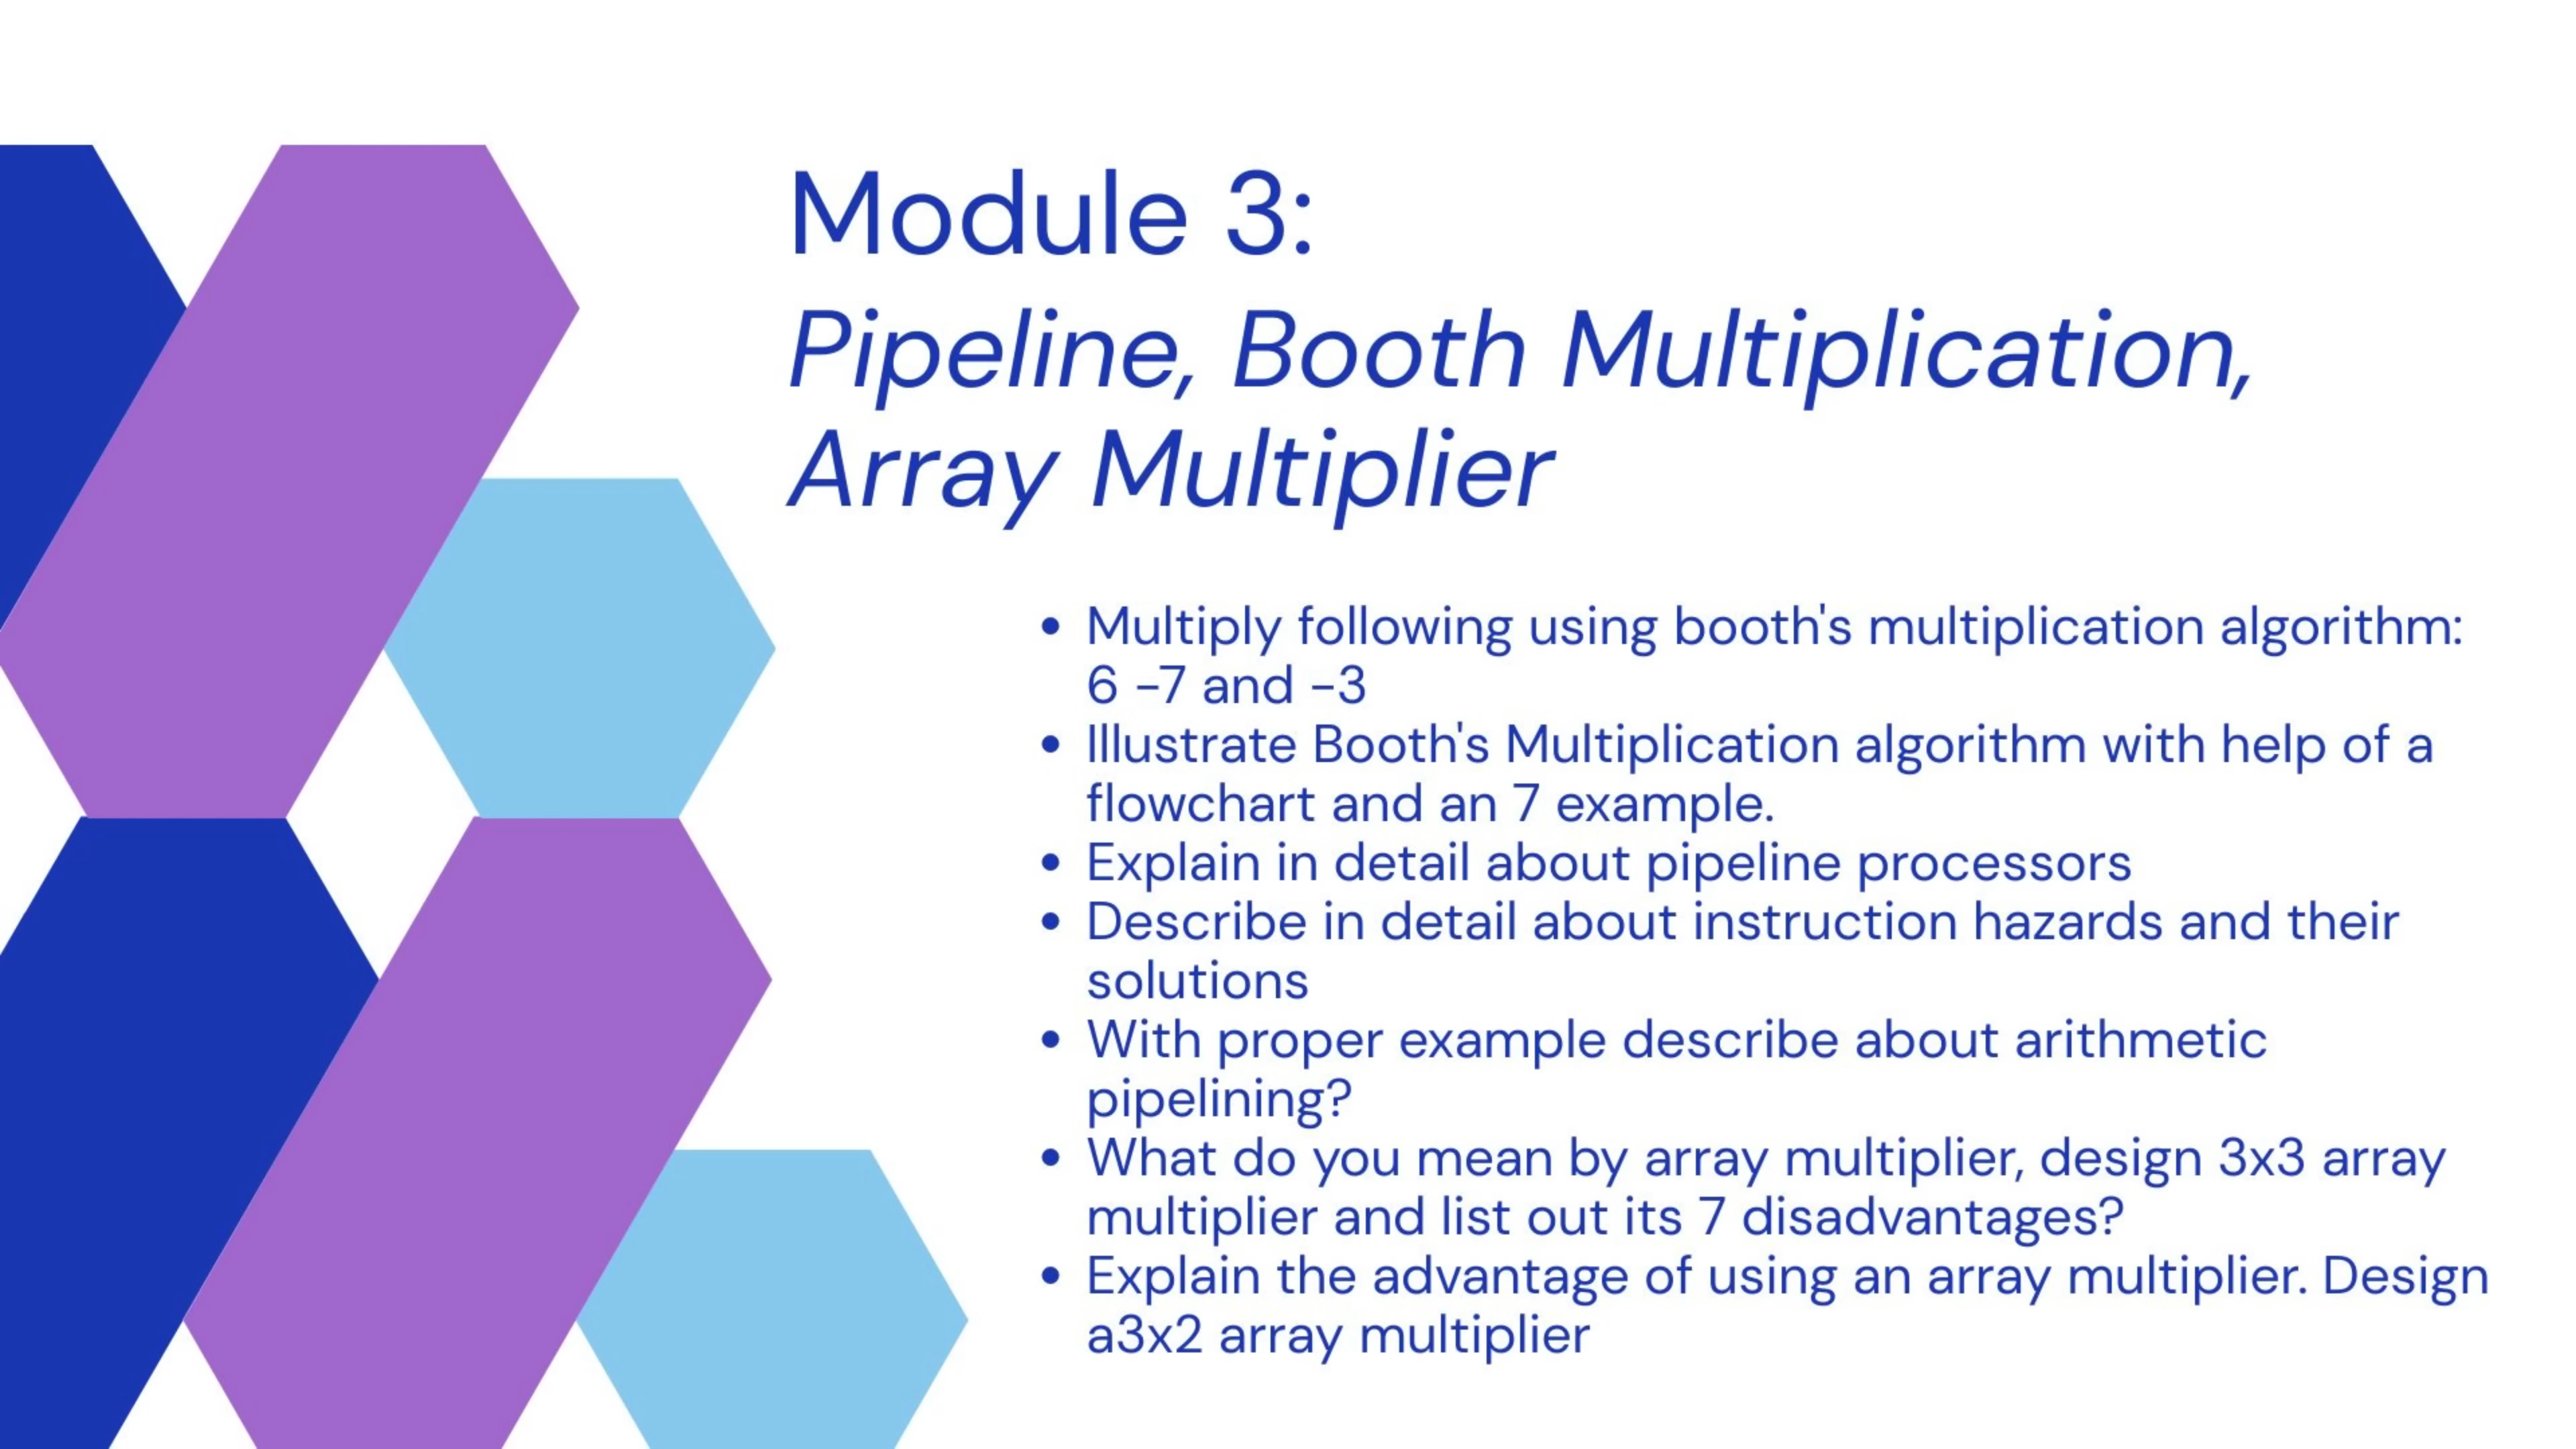 Module 3:
Pipeline, Booth Multiplication,
Array Multiplier
• Multiply following using booth's multiplication algorithm:
6 -7 and -3
• Illustrate Booth's Multiplication algorithm with help of a
flowchart and an 7 example.
• Explain in detail about pipeline processors
• Describe in detail about instruction hazards and their
solutions
• With proper example describe about arithmetic
pipelining?
• What do you mean by array multiplier, design 3x3 array
multiplier and list out its 7 disadvantages?
• Explain the advantage of using an array multiplier. Design
a3x2 array multiplier